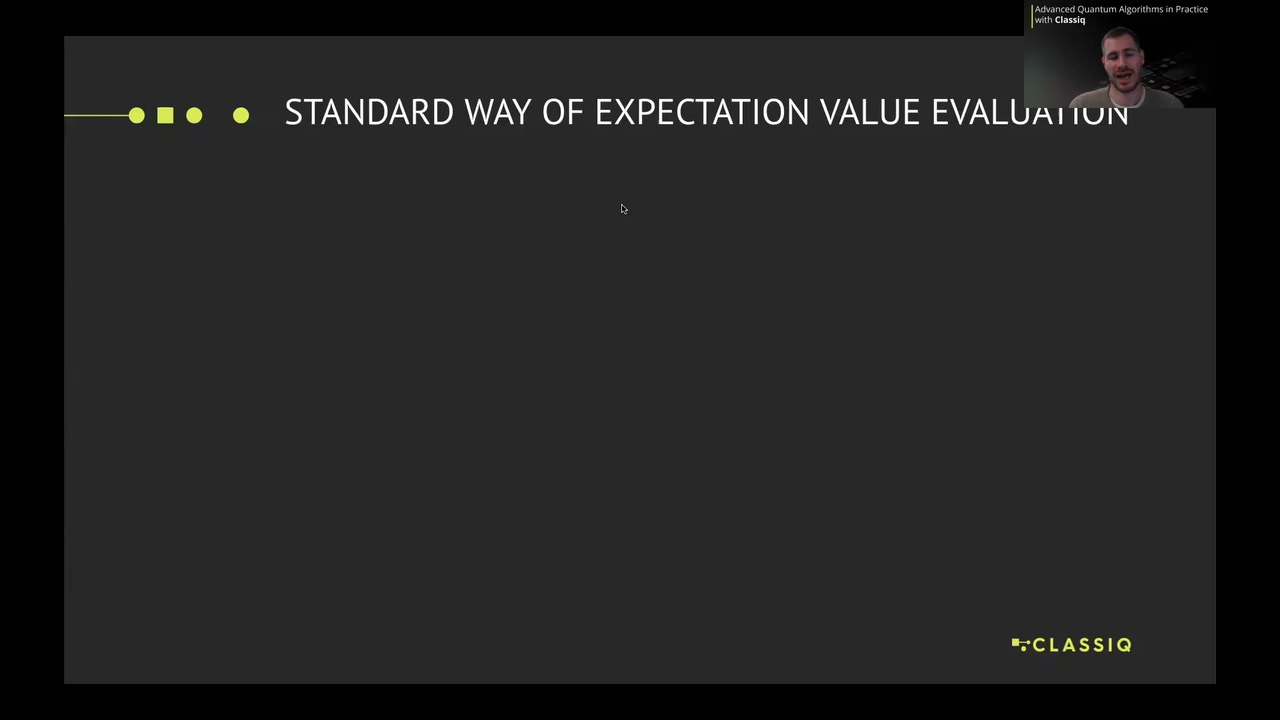 Advanced Quantum Algorithms in Practice
with Classiq
STANDARD WAY OF EXPECTATION VALUE EVALUATION
CLASSIQ